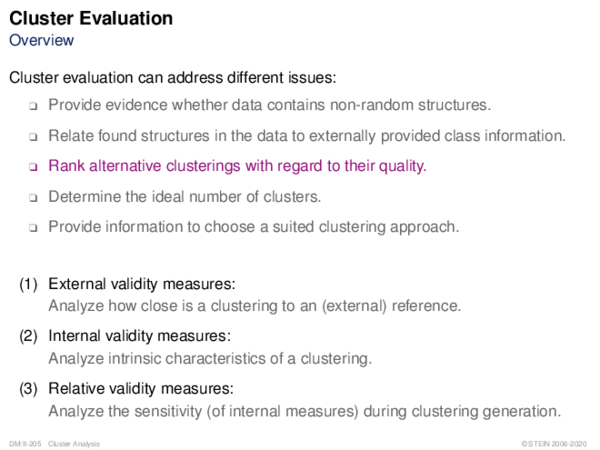 Cluster Evaluation
Overview
Cluster evaluation can address different issues:
❑ Provide evidence whether data contains non-random structures.
❑ Relate found structures in the data to externally provided class information.
❑ Rank alternative clusterings with regard to their quality.
❑ Determine the ideal number of clusters.
❑ Provide information to choose a suited clustering approach.
(1) External validity measures:
Analyze how close is a clustering to an (external) reference.
(2) Internal validity measures:
Analyze intrinsic characteristics of a clustering.
(3) Relative validity measures:
Analyze the sensitivity (of internal measures) during clustering generation.
DM:II-205 Cluster Analysis © STEIN 2006-2020